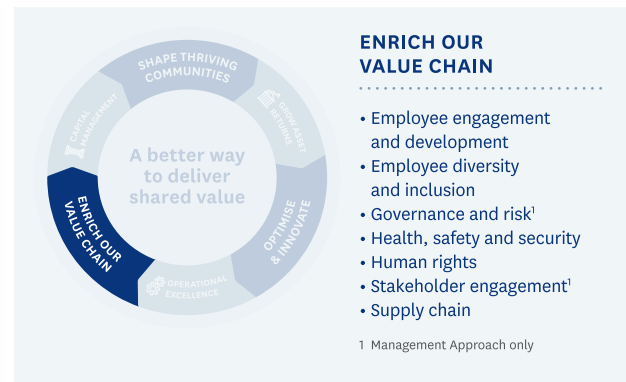 SHAPE THRIVING
COMMUNITIES
CAPITAL
MANAGEMENT
GROW ASSET
RETURNS
A better way
to deliver
shared value
ENRICH OUR
VALUE CHAIN
OPTIMISE
& INNOVATE
OPERATIONAL
EXCELLENCE
ENRICH OUR
VALUE CHAIN
• Employee engagement
and development
• Employee diversity
and inclusion
• Governance and risk¹
• Health, safety and security
• Human rights
• Stakeholder engagement¹
• Supply chain
1 Management Approach only